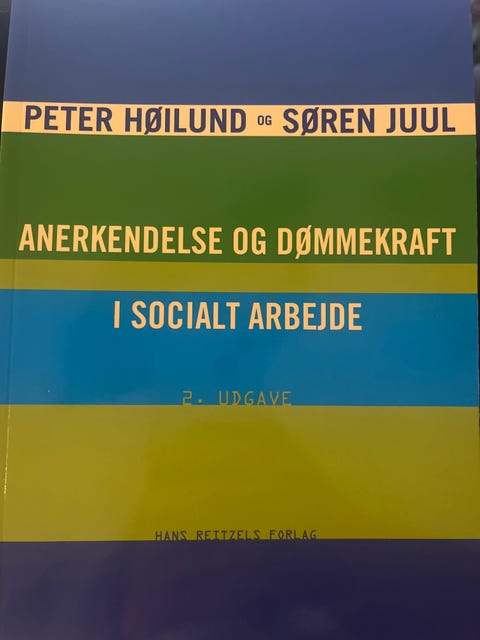 PETER HØILUND OG SØREN JUUL
ANERKENDELSE OG DØMMEKRAFT
I SOCIALT ARBEJDE
2. UDGAVE
HANS REITZELS FORLAG